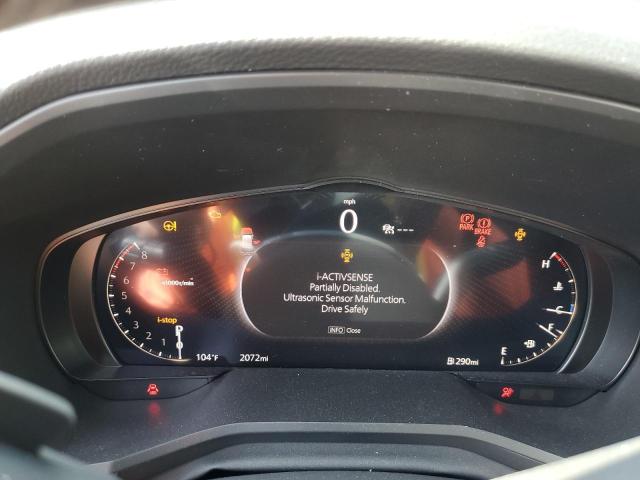 mph
0
---
PARK
BRAKE
8
7
6
5
4
3
2
1
x1000r/min
i-stop
P
i-ACTIVSENSE
Partially Disabled.
Ultrasonic Sensor Malfunction.
Drive Safely
INFO Close
H
F
E
104°F
2072mi
290mi